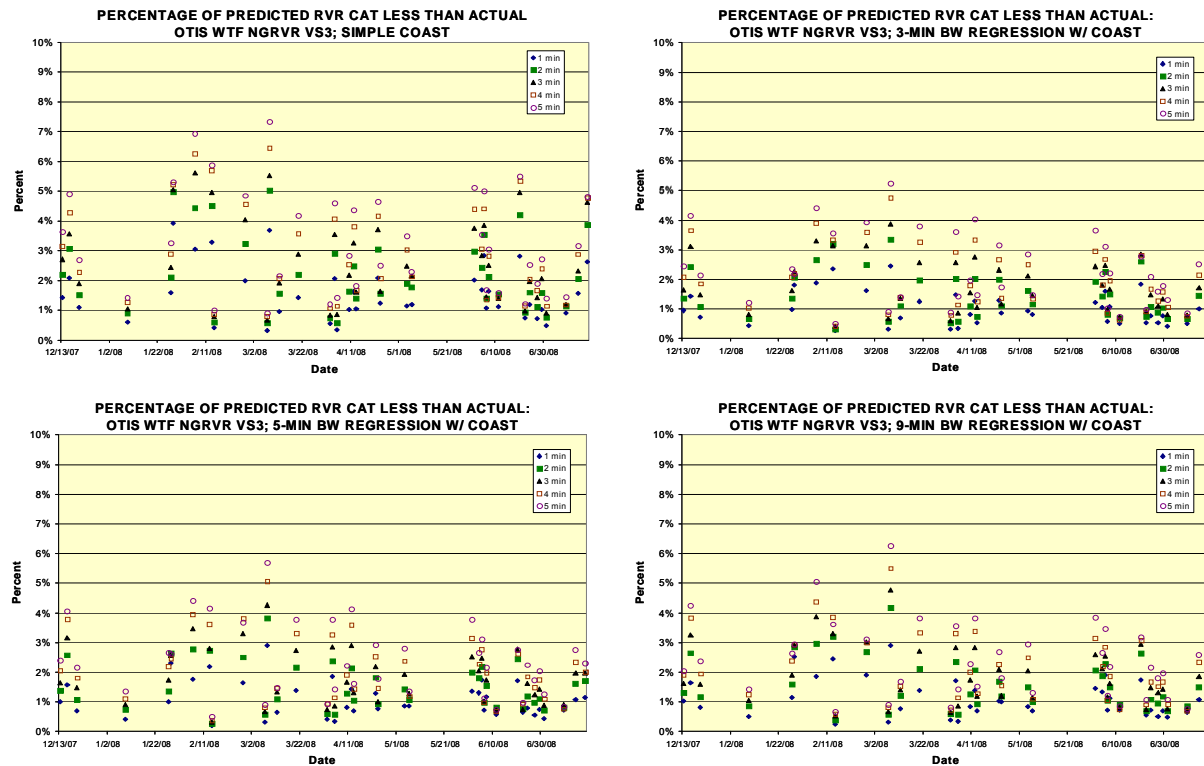 PERCENTAGE OF PREDICTED RVR CAT LESS THAN ACTUAL
OTIS WTF NGRVR VS3; SIMPLE COAST
10%
9%
8%
7%
6%
5%
4%
3%
2%
1%
0%
Percent
1 min
2 min
3 min
4 min
5 min
12/13/07 1/2/08 1/22/08 2/11/08 3/2/08 3/22/08 4/11/08 5/1/08 5/21/08 6/10/08 6/30/08
Date
PERCENTAGE OF PREDICTED RVR CAT LESS THAN ACTUAL:
OTIS WTF NGRVR VS3; 3-MIN BW REGRESSION W/ COAST
10%
9%
8%
7%
6%
5%
4%
3%
2%
1%
0%
Percent
1 min
2 min
3 min
4 min
5 min
12/13/07 1/2/08 1/22/08 2/11/08 3/2/08 3/22/08 4/11/08 5/1/08 5/21/08 6/10/08 6/30/08
Date
PERCENTAGE OF PREDICTED RVR CAT LESS THAN ACTUAL:
OTIS WTF NGRVR VS3; 5-MIN BW REGRESSION W/ COAST
10%
9%
8%
7%
6%
5%
4%
3%
2%
1%
0%
Percent
1 min
2 min
3 min
4 min
5 min
12/13/07 1/2/08 1/22/08 2/11/08 3/2/08 3/22/08 4/11/08 5/1/08 5/21/08 6/10/08 6/30/08
Date
PERCENTAGE OF PREDICTED RVR CAT LESS THAN ACTUAL:
OTIS WTF NGRVR VS3; 9-MIN BW REGRESSION W/ COAST
10%
9%
8%
7%
6%
5%
4%
3%
2%
1%
0%
Percent
1 min
2 min
3 min
4 min
5 min
12/13/07 1/2/08 1/22/08 2/11/08 3/2/08 3/22/08 4/11/08 5/1/08 5/21/08 6/10/08 6/30/08
Date